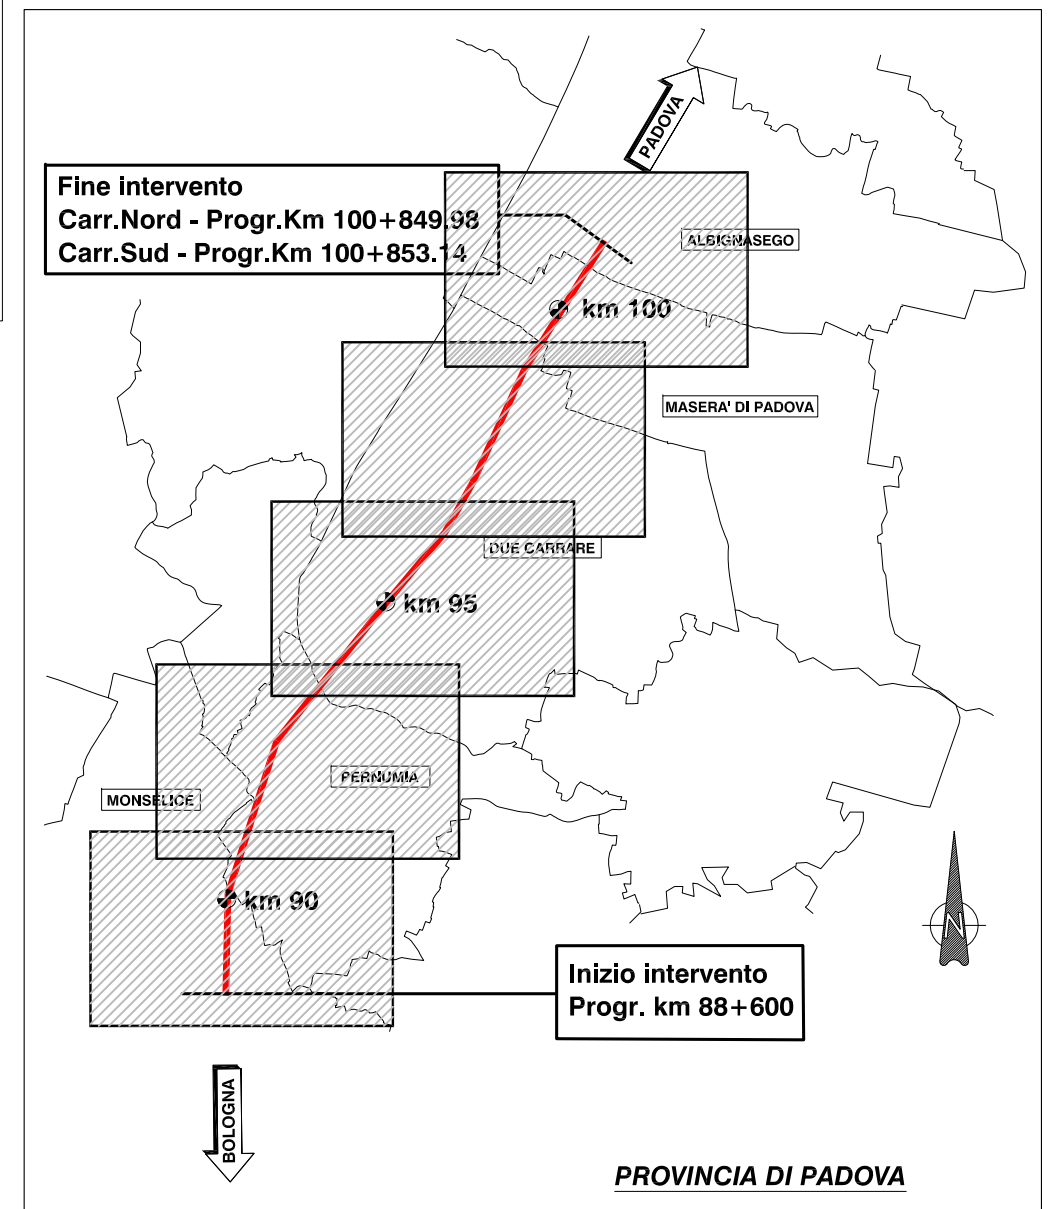 PADOVA
Fine intervento
Carr.Nord - Progr.Km 100+849.98
Carr.Sud - Progr.Km 100+853.14
ALBIGNASEGO
km 100
MASERA' DI PADOVA
DUE CARRARE
km 95
PERNUMIA
MONSELICE
km 90
N
Inizio intervento
Progr. km 88+600
BOLOGNA
PROVINCIA DI PADOVA